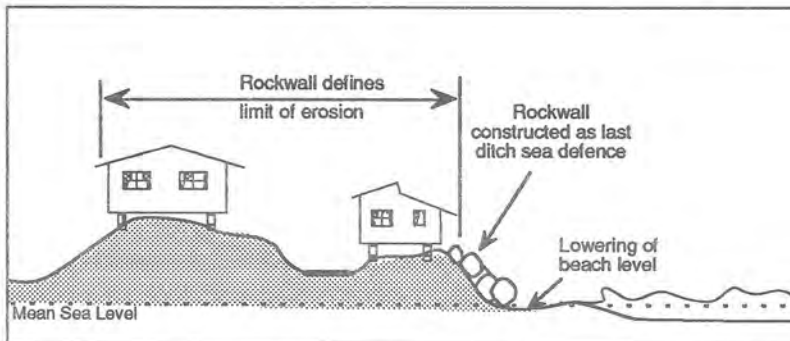 Rockwall defines
limit of erosion
Rockwall
constructed as last
ditch sea defence
Lowering of
beach level
Mean Sea Level